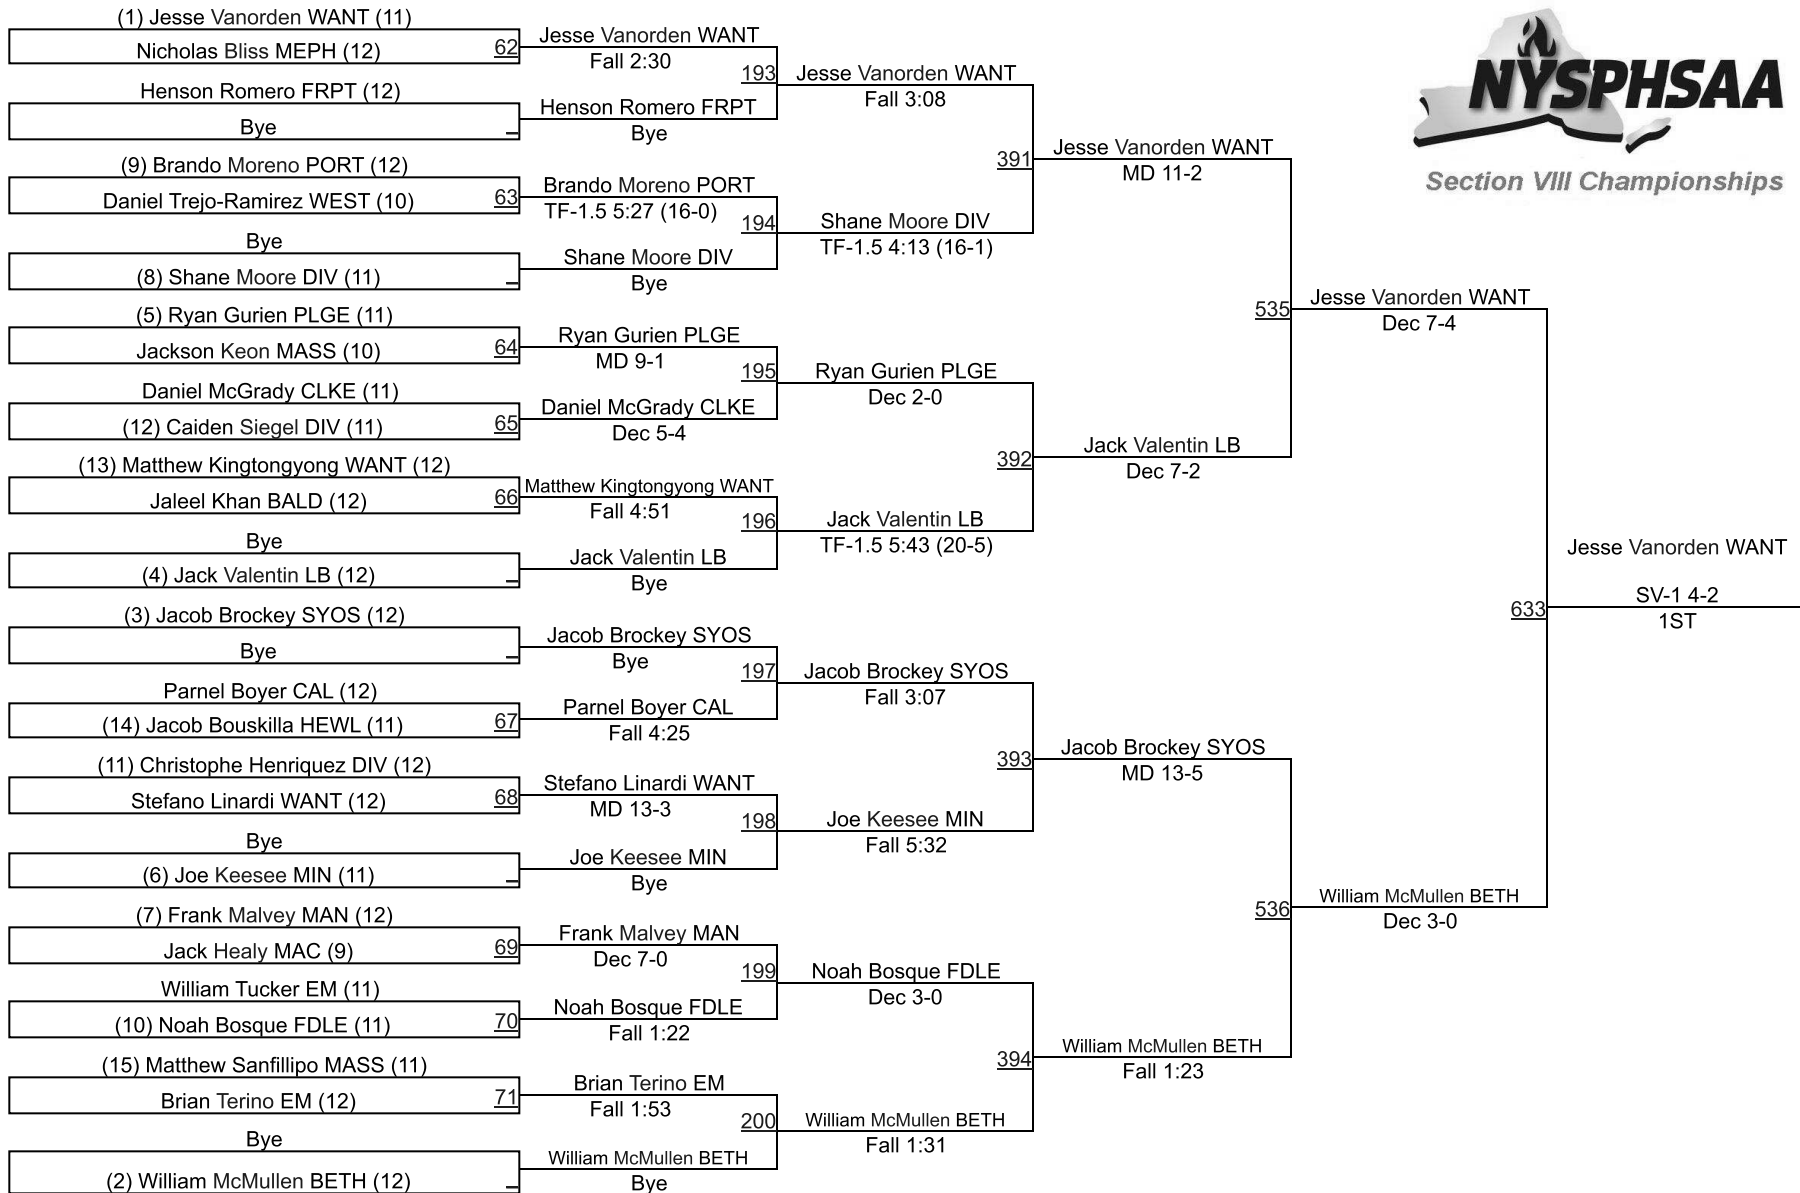 (1) Jesse Vanorden WANT (11)
Nicholas Bliss MEPH (12)
62
Henson Romero FRPT (12)
Bye
(9) Brando Moreno PORT (12)
Daniel Trejo-Ramirez WEST (10)
63
Bye
(8) Shane Moore DIV (11)
(5) Ryan Gurien PLGE (11)
Jackson Keon MASS (10)
64
Daniel McGrady CLKE (11)
(12) Caiden Siegel DIV (11)
65
(13) Matthew Kingtongyong WANT (12)
Jaleel Khan BALD (12)
66
Bye
(4) Jack Valentin LB (12)
(3) Jacob Brockey SYOS (12)
Bye
Parnel Boyer CAL (12)
(14) Jacob Bouskilla HEWL (11)
67
(11) Christophe Henriquez DIV (12)
Stefano Linardi WANT (12)
68
Bye
(6) Joe Keesee MIN (11)
(7) Frank Malvey MAN (12)
Jack Healy MAC (9)
69
William Tucker EM (11)
(10) Noah Bosque FDLE (11)
70
(15) Matthew Sanfillipo MASS (11)
Brian Terino EM (12)
71
Bye
(2) William McMullen BETH (12)
Jesse Vanorden WANT
Fall 2:30
193
Henson Romero FRPT
Bye
Brando Moreno PORT
TF-1.5 5:27 (16-0)
194
Shane Moore DIV
Bye
Ryan Gurien PLGE
MD 9-1
195
Daniel McGrady CLKE
Dec 5-4
Matthew Kingtongyong WANT
Fall 4:51
196
Jack Valentin LB
Bye
Jacob Brockey SYOS
Bye
197
Parnel Boyer CAL
Fall 4:25
Stefano Linardi WANT
MD 13-3
198
Joe Keesee MIN
Bye
Frank Malvey MAN
Dec 7-0
199
Noah Bosque FDLE
Fall 1:22
Brian Terino EM
Fall 1:53
200
William McMullen BETH
Bye
Jesse Vanorden WANT
Fall 3:08
391
Shane Moore DIV
TF-1.5 4:13 (16-1)
Ryan Gurien PLGE
Dec 2-0
392
Jack Valentin LB
TF-1.5 5:43 (20-5)
Jacob Brockey SYOS
Fall 3:07
393
Joe Keesee MIN
Fall 5:32
Noah Bosque FDLE
Dec 3-0
394
William McMullen BETH
Fall 1:31
Jesse Vanorden WANT
MD 11-2
535
Jack Valentin LB
Dec 7-2
Jacob Brockey SYOS
MD 13-5
536
William McMullen BETH
Fall 1:23
Jesse Vanorden WANT
Dec 7-4
633
William McMullen BETH
Dec 3-0
Jesse Vanorden WANT
SV-1 4-2
1ST
NYSPHSAA
Section VIII Championships